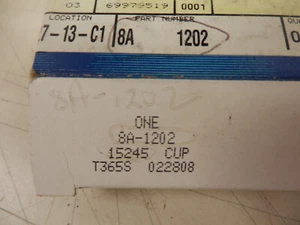 03 69979519 0001
LOCATION PART NUMBER
7-13-C1 8A 1202
8A-1202
ONE
8A-1202
15245 CUP
T365S 022808